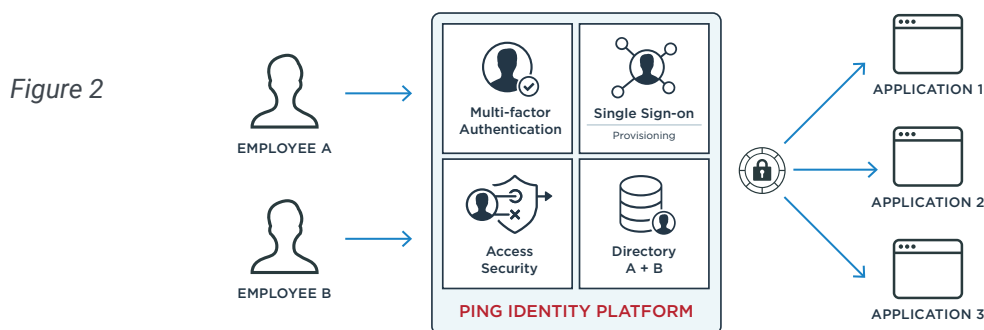 Figure 2
EMPLOYEE A
EMPLOYEE B
Multi-factor
Authentication
Single Sign-on
Provisioning
Access
Security
Directory
A + B
PING IDENTITY PLATFORM
APPLICATION 1
APPLICATION 2
APPLICATION 3